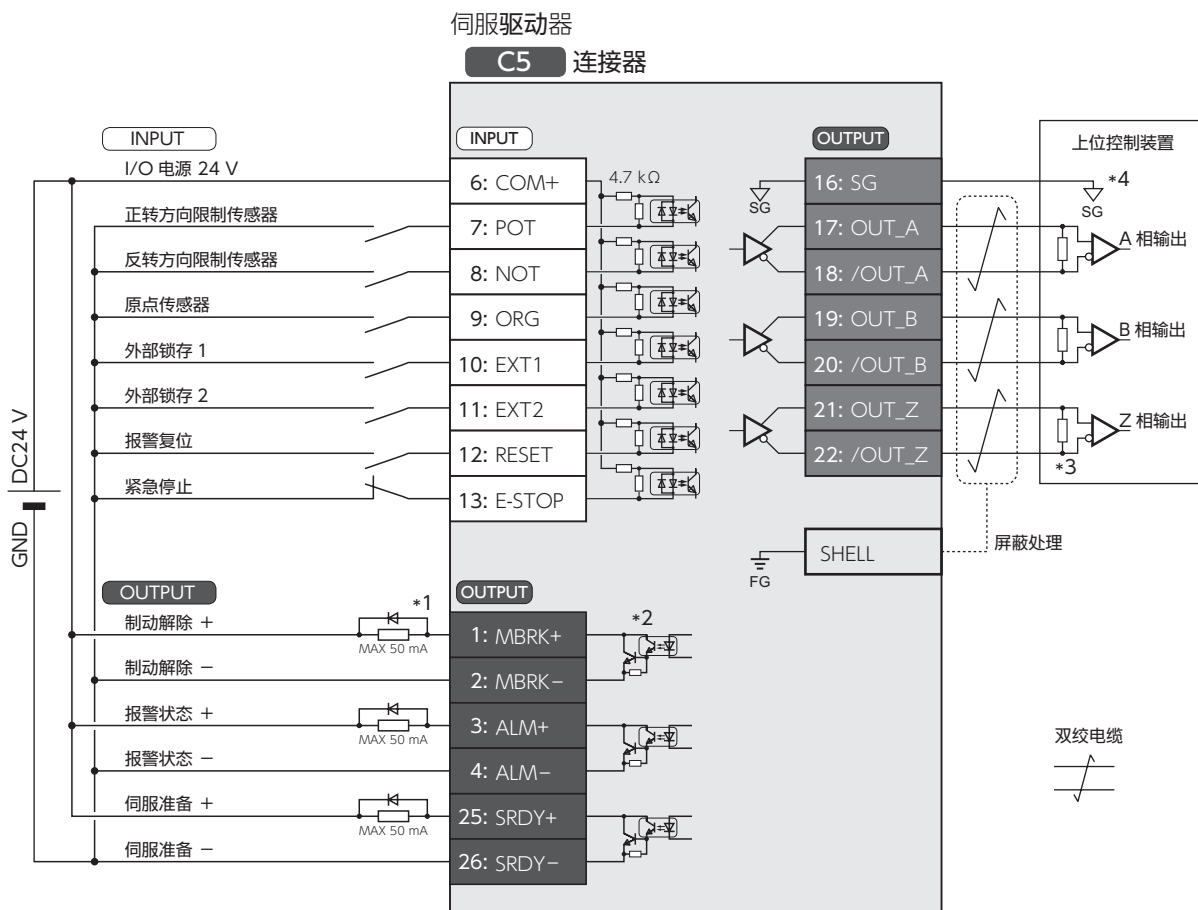 伺服驱动器
C5 连接器
INPUT
I/O 电源 24 V
正转方向限制传感器
反转方向限制传感器
原点传感器
外部锁存 1
外部锁存 2
报警复位
紧急停止
DC24 V
GND
INPUT
6: COM+
7: POT
8: NOT
9: ORG
10: EXT1
11: EXT2
12: RESET
13: E-STOP
4.7 kΩ
OUTPUT
SG
16: SG
17: OUT_A
18: /OUT_A
19: OUT_B
20: /OUT_B
21: OUT_Z
22: /OUT_Z
上位控制装置
*4
SG
A 相输出
B 相输出
Z 相输出
*3
屏蔽处理
SHELL
FG
OUTPUT
制动解除 +
制动解除 −
报警状态 +
报警状态 −
伺服准备 +
伺服准备 −
*1
MAX 50 mA
MAX 50 mA
MAX 50 mA
OUTPUT
1: MBRK+
2: MBRK−
3: ALM+
4: ALM−
25: SRDY+
26: SRDY−
*2
双绞电缆